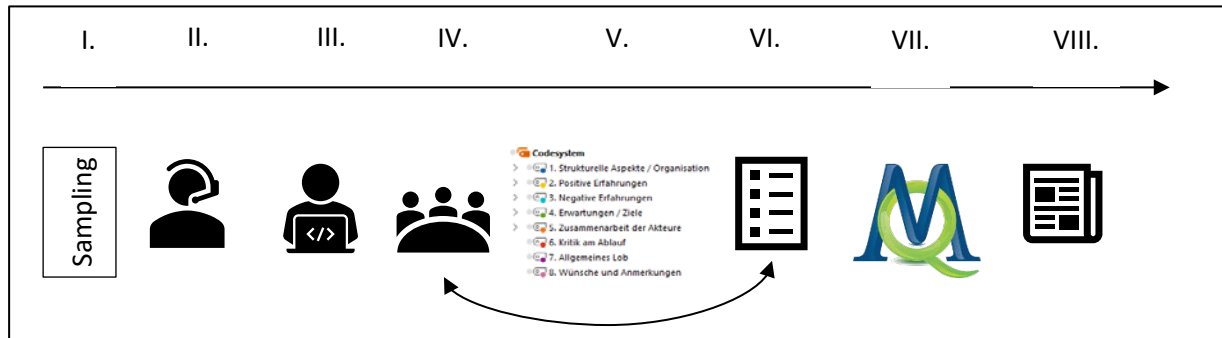 I.
II.
III.
IV.
V.
VI.
VII.
VIII.
Sampling
</>
Codesystem
1. Strukturelle Aspekte / Organisation
2. Positive Erfahrungen
3. Negative Erfahrungen
4. Erwartungen / Ziele
5. Zusammenarbeit der Akteure
6. Kritik am Ablauf
7. Allgemeines Lob
8. Wünsche und Anmerkungen
MQ